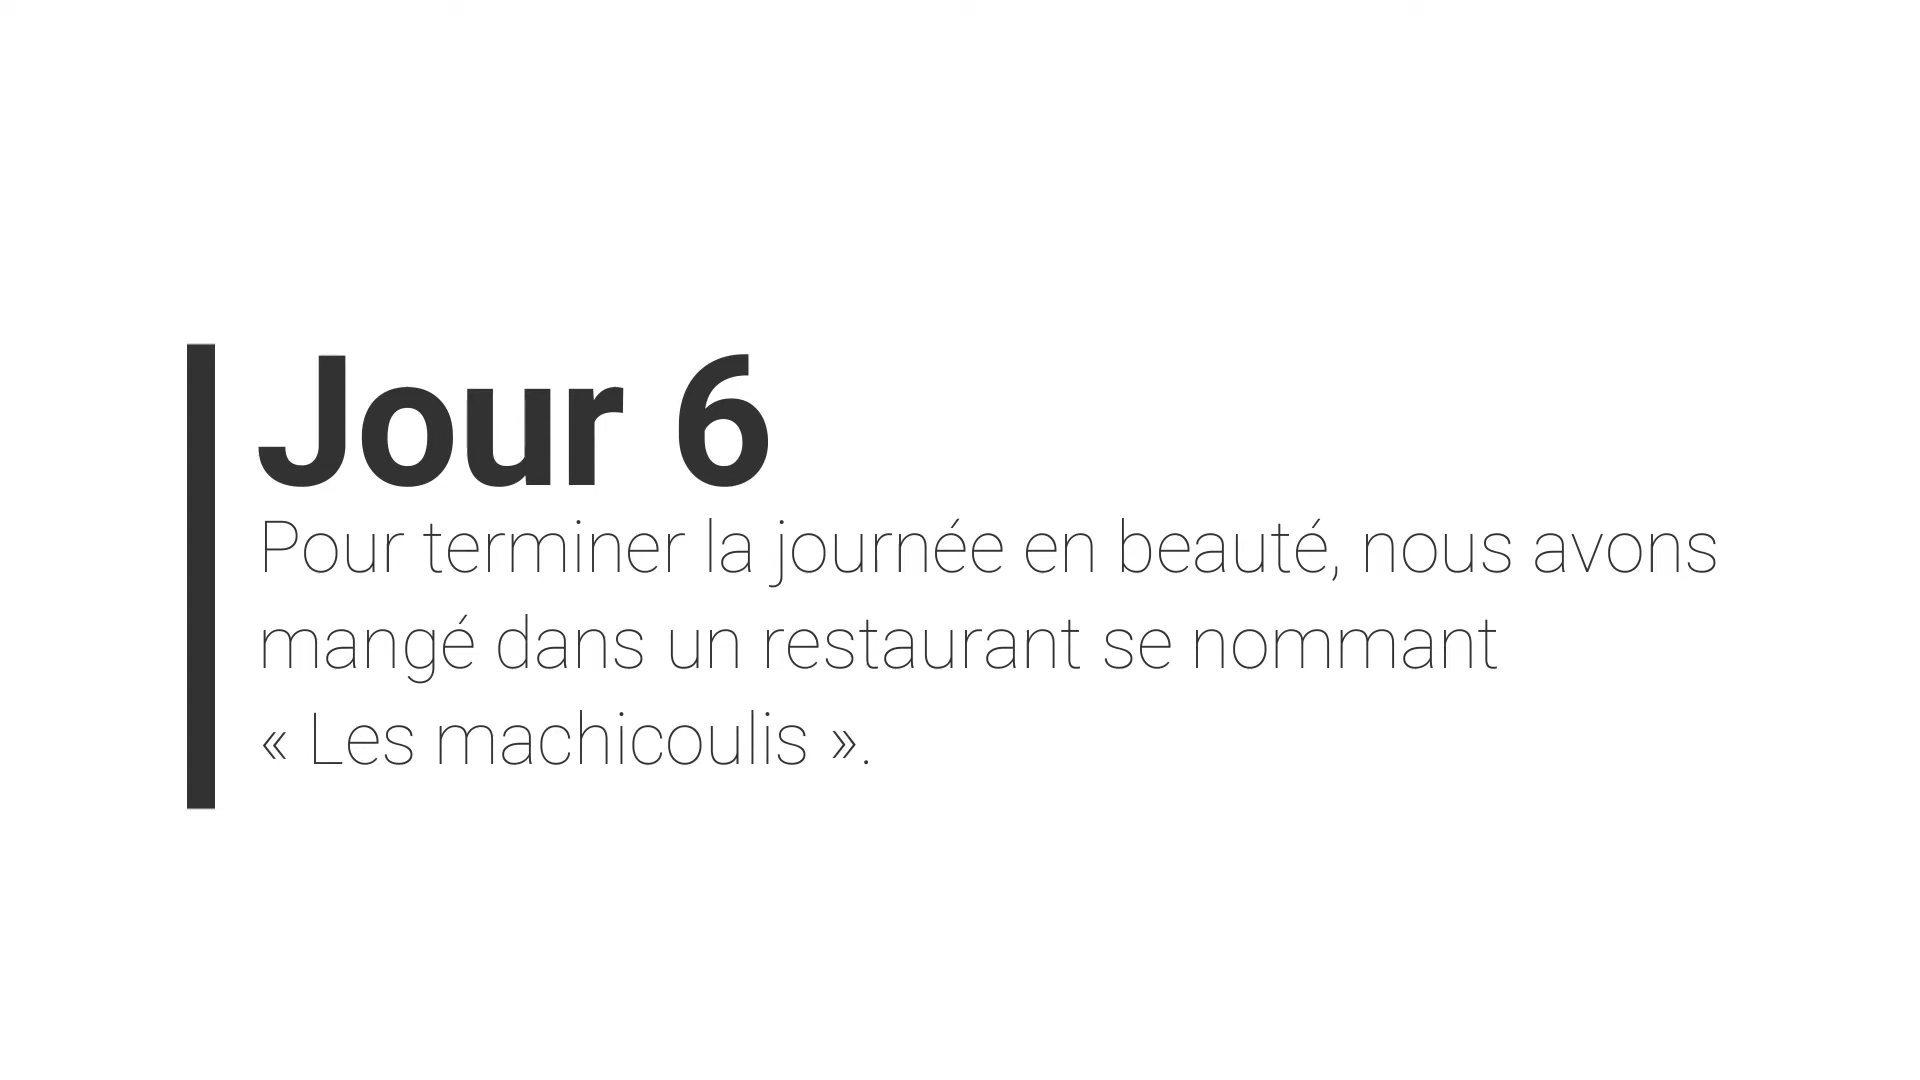 Jour 6
Pour terminer la journée en beauté, nous avons
mangé dans un restaurant se nommant
« Les machicoulis ».